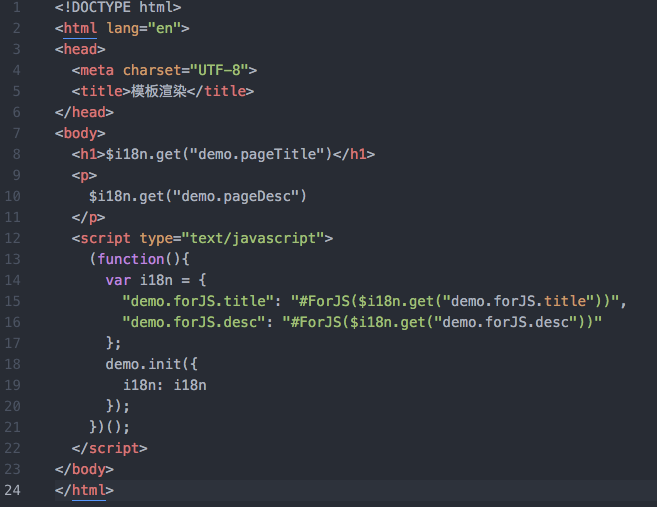 1 <!DOCTYPE html>
2 <html lang="en">
3 <head>
4   <meta charset="UTF-8">
5   <title>模板渲染</title>
6 </head>
7 <body>
8   <h1>$i18n.get("demo.pageTitle")</h1>
9   <p>
10     $i18n.get("demo.pageDesc")
11   </p>
12   <script type="text/javascript">
13     (function(){
14       var i18n = {
15         "demo.forJS.title": "#ForJS($i18n.get("demo.forJS.title"))",
16         "demo.forJS.desc": "#ForJS($i18n.get("demo.forJS.desc"))"
17       };
18       demo.init({
19         i18n: i18n
20       });
21     })();
22   </script>
23 </body>
24 </html>